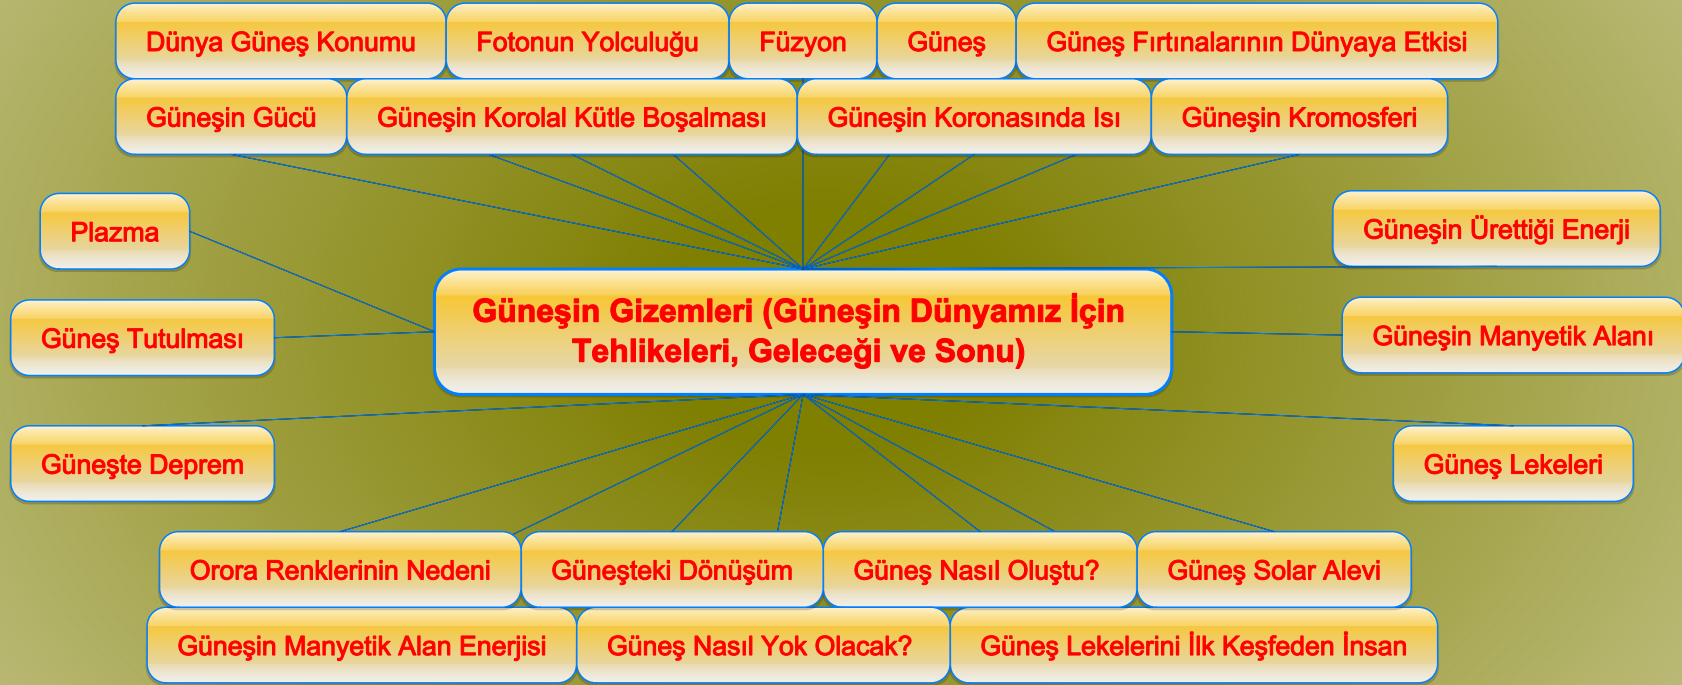 Dünya Güneş Konumu
Fotonun Yolculuğu
Füzyon
Güneş
Güneş Fırtınalarının Dünyaya Etkisi
Güneşin Gücü
Güneşin Korolal Kütle Boşalması
Güneşin Koronasında Isı
Güneşin Kromosferi
Plazma
Güneşin Ürettiği Enerji
Güneşin Gizemleri (Güneşin Dünyamız İçin
Tehlikeleri, Geleceği ve Sonu)
Güneş Tutulması
Güneşin Manyetik Alanı
Güneşte Deprem
Güneş Lekeleri
Orora Renklerinin Nedeni
Güneşteki Dönüşüm
Güneş Nasıl Oluştu?
Güneş Solar Alevi
Güneşin Manyetik Alan Enerjisi
Güneş Nasıl Yok Olacak?
Güneş Lekelerini İlk Keşfeden İnsan